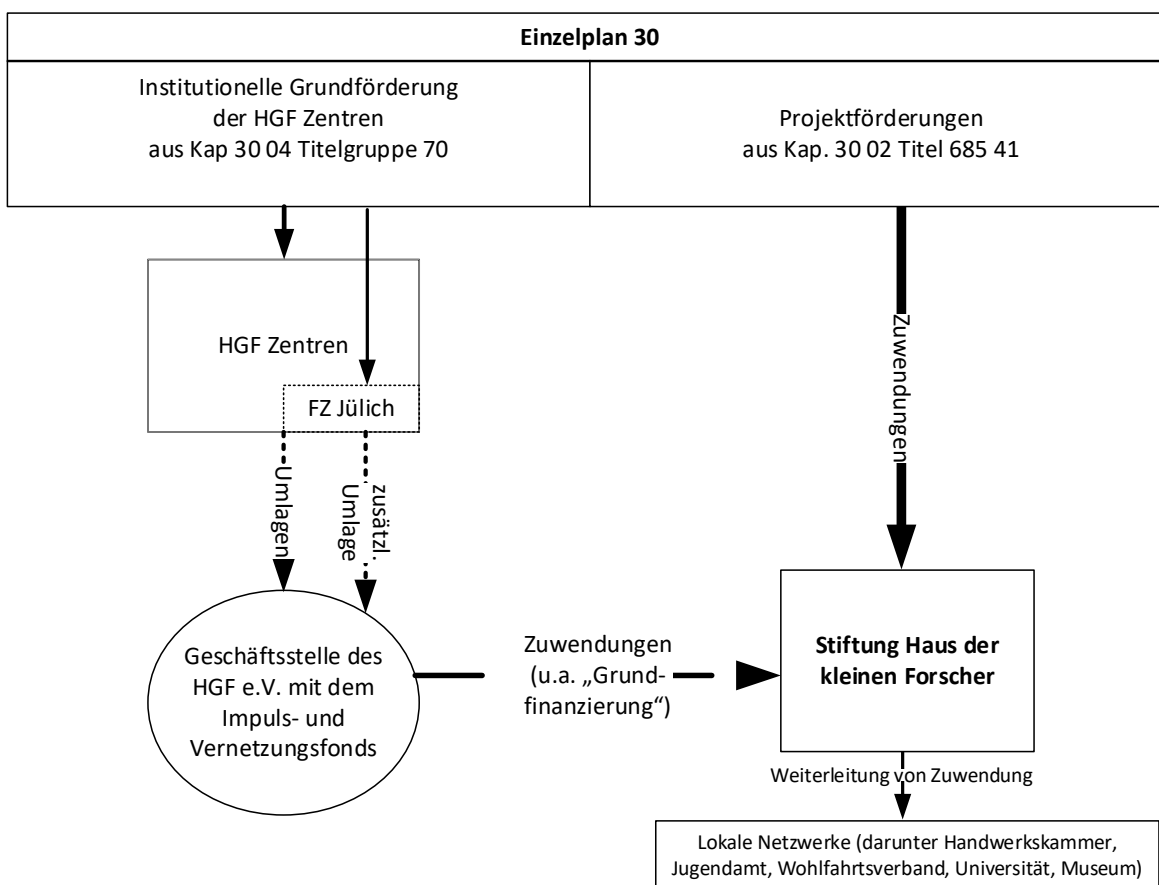 Einzelplan 30
Institutionelle Grundförderung
der HGF Zentren
aus Kap 30 04 Titelgruppe 70
Projektförderungen
aus Kap. 30 02 Titel 685 41
HGF Zentren
FZ Jülich
Umlagen
zusätzl.
Umlage
Zuwendungen
Geschäftsstelle des
HGF e.V. mit dem
Impuls- und
Vernetzungsfonds
Zuwendungen
(u.a. „Grund-
finanzierung“)
Stiftung Haus der
kleinen Forscher
Weiterleitung von Zuwendung
Lokale Netzwerke (darunter Handwerkskammer,
Jugendamt, Wohlfahrtsverband, Universität, Museum)